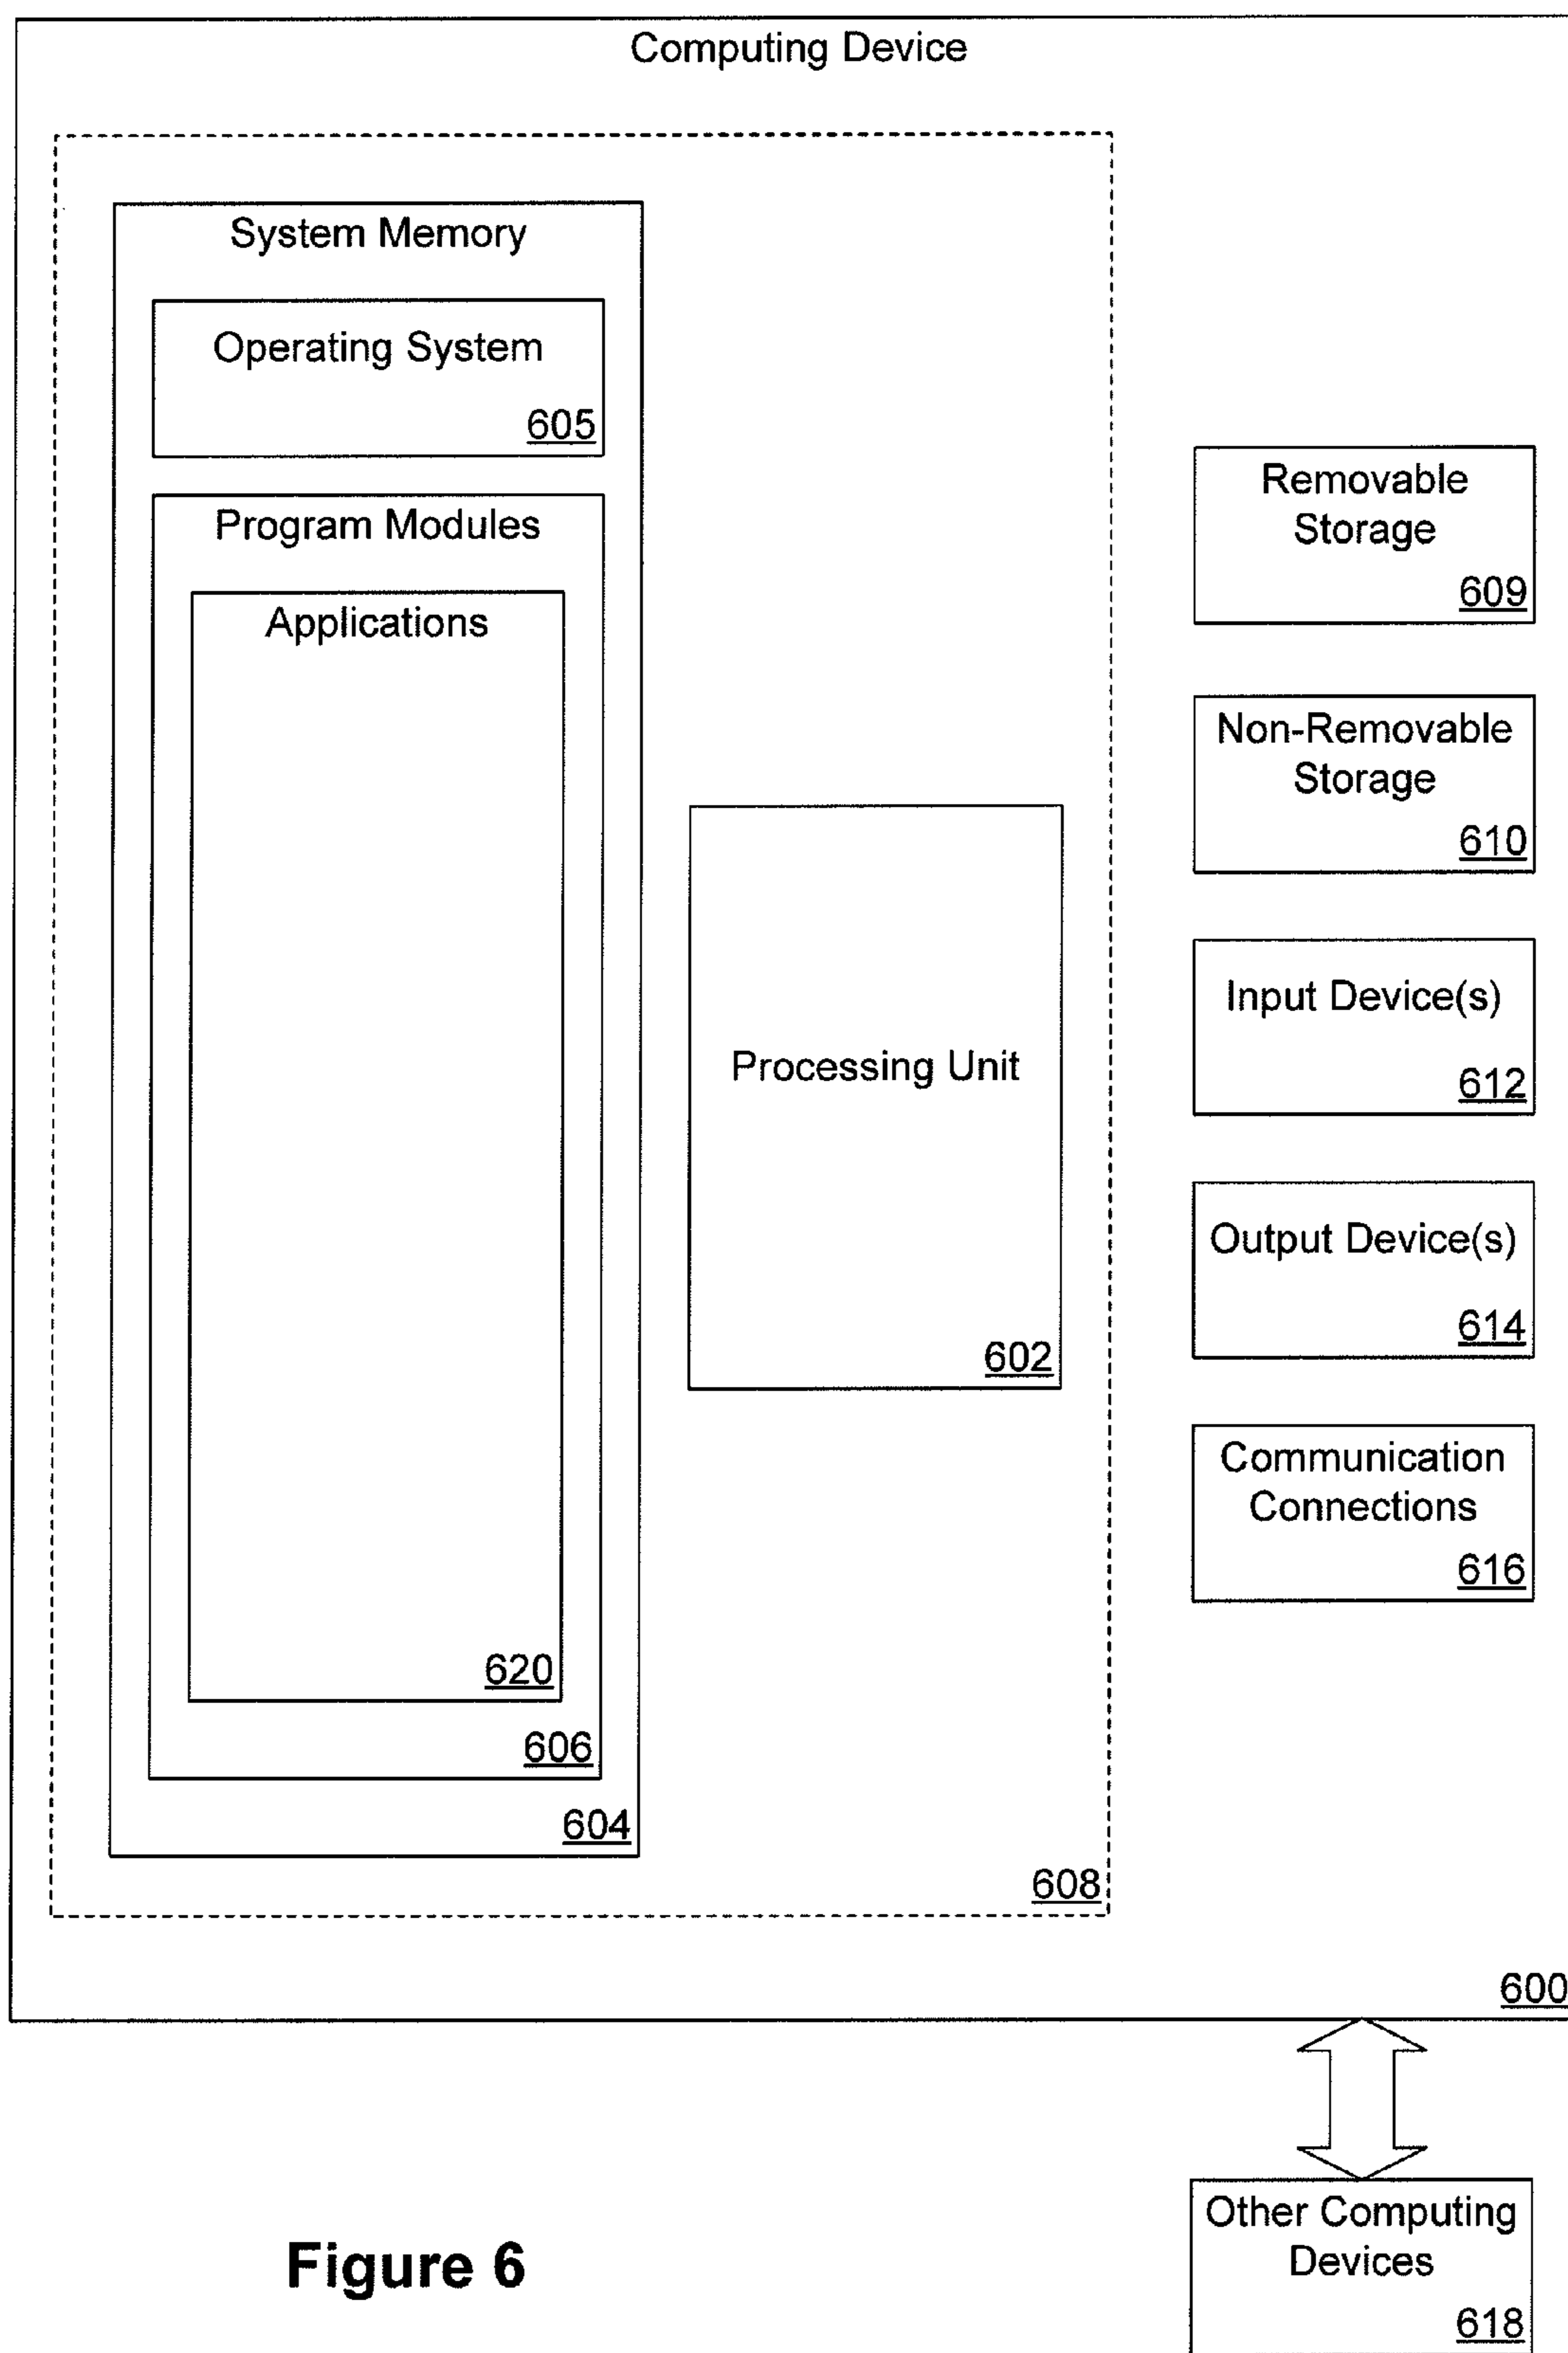 Computing Device
System Memory
Operating System
605
Program Modules
Applications
620
606
604
Processing Unit
602
608
Removable
Storage
609
Non-Removable
Storage
610
Input Device(s)
612
Output Device(s)
614
Communication
Connections
616
600
Other Computing
Devices
618
Figure 6